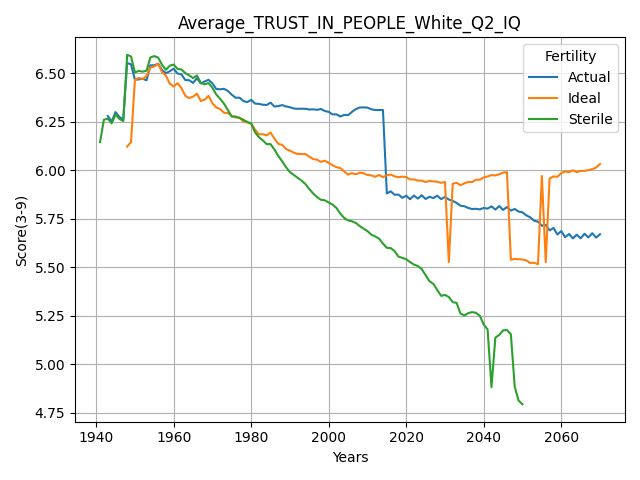 Average_TRUST_IN_PEOPLE_White_Q2_IQ
Fertility
Actual
Ideal
Sterile
Score(3-9)
6.50
6.25
6.00
5.75
5.50
5.25
5.00
4.75
1940 1960 1980 2000 2020 2040 2060
Years